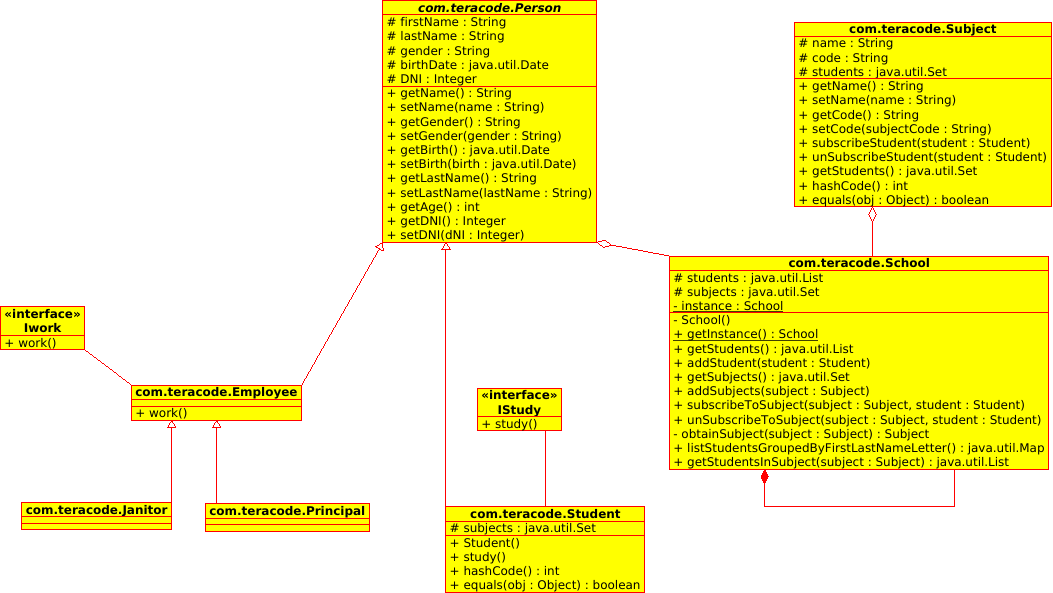 com.teracode.Person
# firstName : String
# lastName : String
# gender : String
# birthDate : java.util.Date
# DNI : Integer
+ getName() : String
+ setName(name : String)
+ getGender() : String
+ setGender(gender : String)
+ getBirth() : java.util.Date
+ setBirth(birth : java.util.Date)
+ getLastName() : String
+ setLastName(lastName : String)
+ getAge() : int
+ getDNI() : Integer
+ setDNI(dNI : Integer)
com.teracode.Subject
# name : String
# code : String
# students : java.util.Set
+ getName() : String
+ setName(name : String)
+ getCode() : String
+ setCode(subjectCode : String)
+ subscribeStudent(student : Student)
+ unSubscribeStudent(student : Student)
+ getStudents() : java.util.Set
+ hashCode() : int
+ equals(obj : Object) : boolean
com.teracode.School
# students : java.util.List
# subjects : java.util.Set
- instance : School
- School()
+ getInstance() : School
+ getStudents() : java.util.List
+ addStudent(student : Student)
+ getSubjects() : java.util.Set
+ addSubjects(subject : Subject)
+ subscribeToSubject(subject : Subject, student : Student)
+ unSubscribeToSubject(subject : Subject, student : Student)
- obtainSubject(subject : Subject) : Subject
+ listStudentsGroupedByFirstLastNameLetter() : java.util.Map
+ getStudentsInSubject(subject : Subject) : java.util.List
«interface»
Iwork
+ work()
com.teracode.Employee
+ work()
«interface»
IStudy
+ study()
com.teracode.Janitor
com.teracode.Principal
com.teracode.Student
# subjects : java.util.Set
+ Student()
+ study()
+ hashCode() : int
+ equals(obj : Object) : boolean